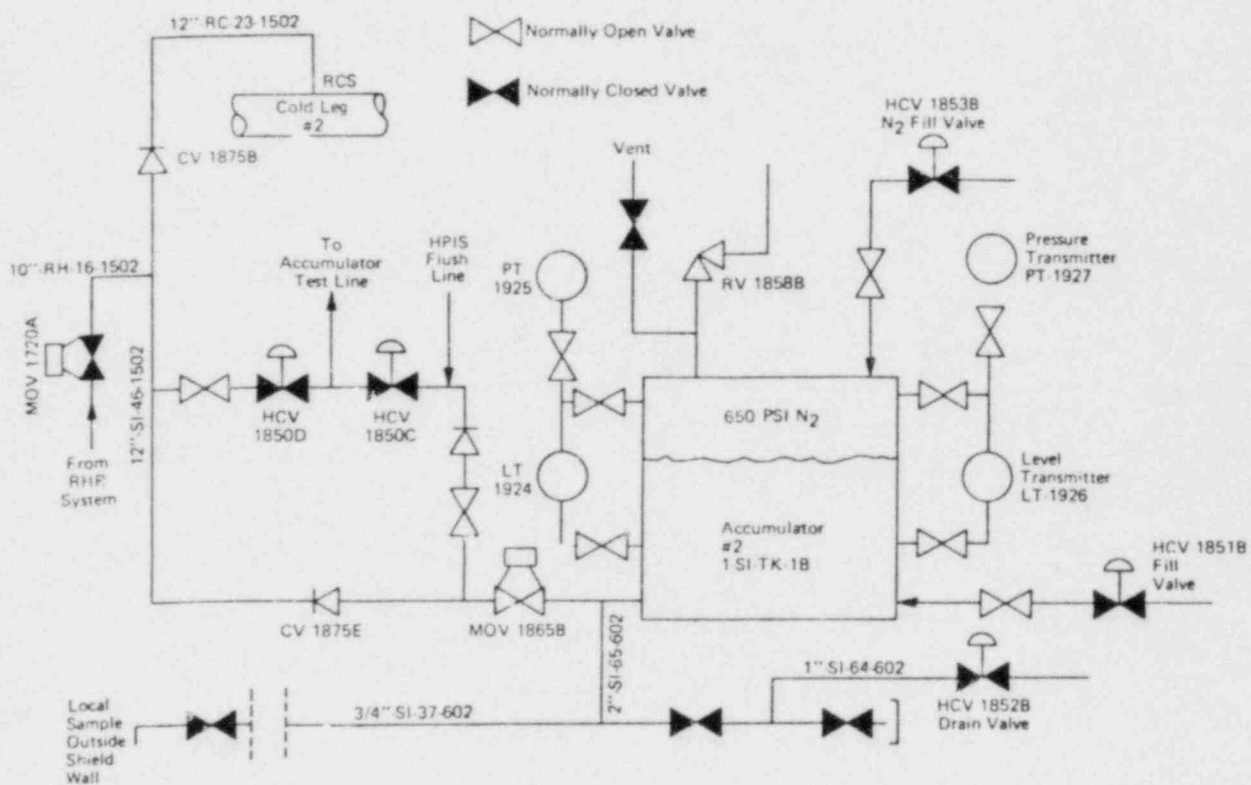 12"-RC-23-1502
Normally Open Valve
RCS
Cold Leg
#2
Normally Closed Valve
HCV 1853B
N2 Fill Valve
CV 1875B
Vent
10"-RH-16-1502
To
Accumulator
Test Line
HPIS
Flush
Line
PT
1925
RV 1858B
Pressure
Transmitter
PT-1927
MOV 1720A
12"-SI-46-1502
HCV
1850D
HCV
1850C
650 PSI N2
From
RHR
System
LT
1924
Level
Transmitter
LT-1926
Accumulator
#2
1-SI-TK-1B
HCV 1851B
Fill
Valve
CV 1875E
MOV 1865B
2"-SI-65-602
1"-SI-64-602
Local
Sample
Outside
Shield
Wall
3/4"-SI-37-602
HCV 1852B
Drain Valve